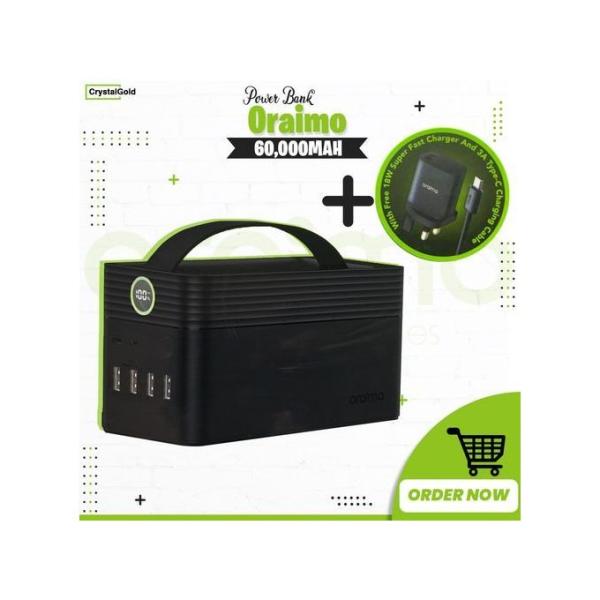 CrystalGold
Power Bank
Oraimo
60,000MAH
With Free 18W Super Fast Charger And 3A Type-C Charging Cable
oraimo
100%
oraimo
ORDER NOW